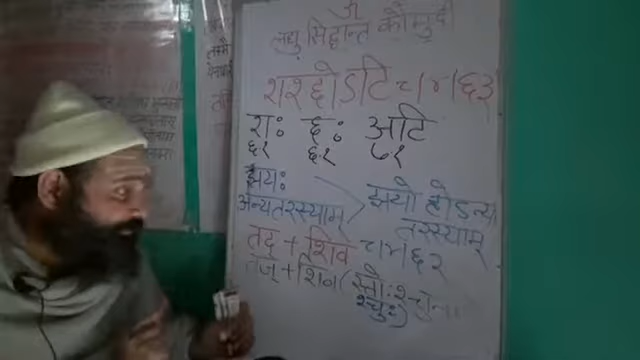 ॐ
लघु सिद्धान्त कौमुदी
शश्छोऽटि ८।४।६३
शः छः अटि
६१ ६१ ७१
झयः
अन्यतरस्याम्
झयो होऽन्य
तरस्याम्
तद् + शिव ८।४।६२
तज् + शिव ( स्तोः श्चुना
श्चुः)